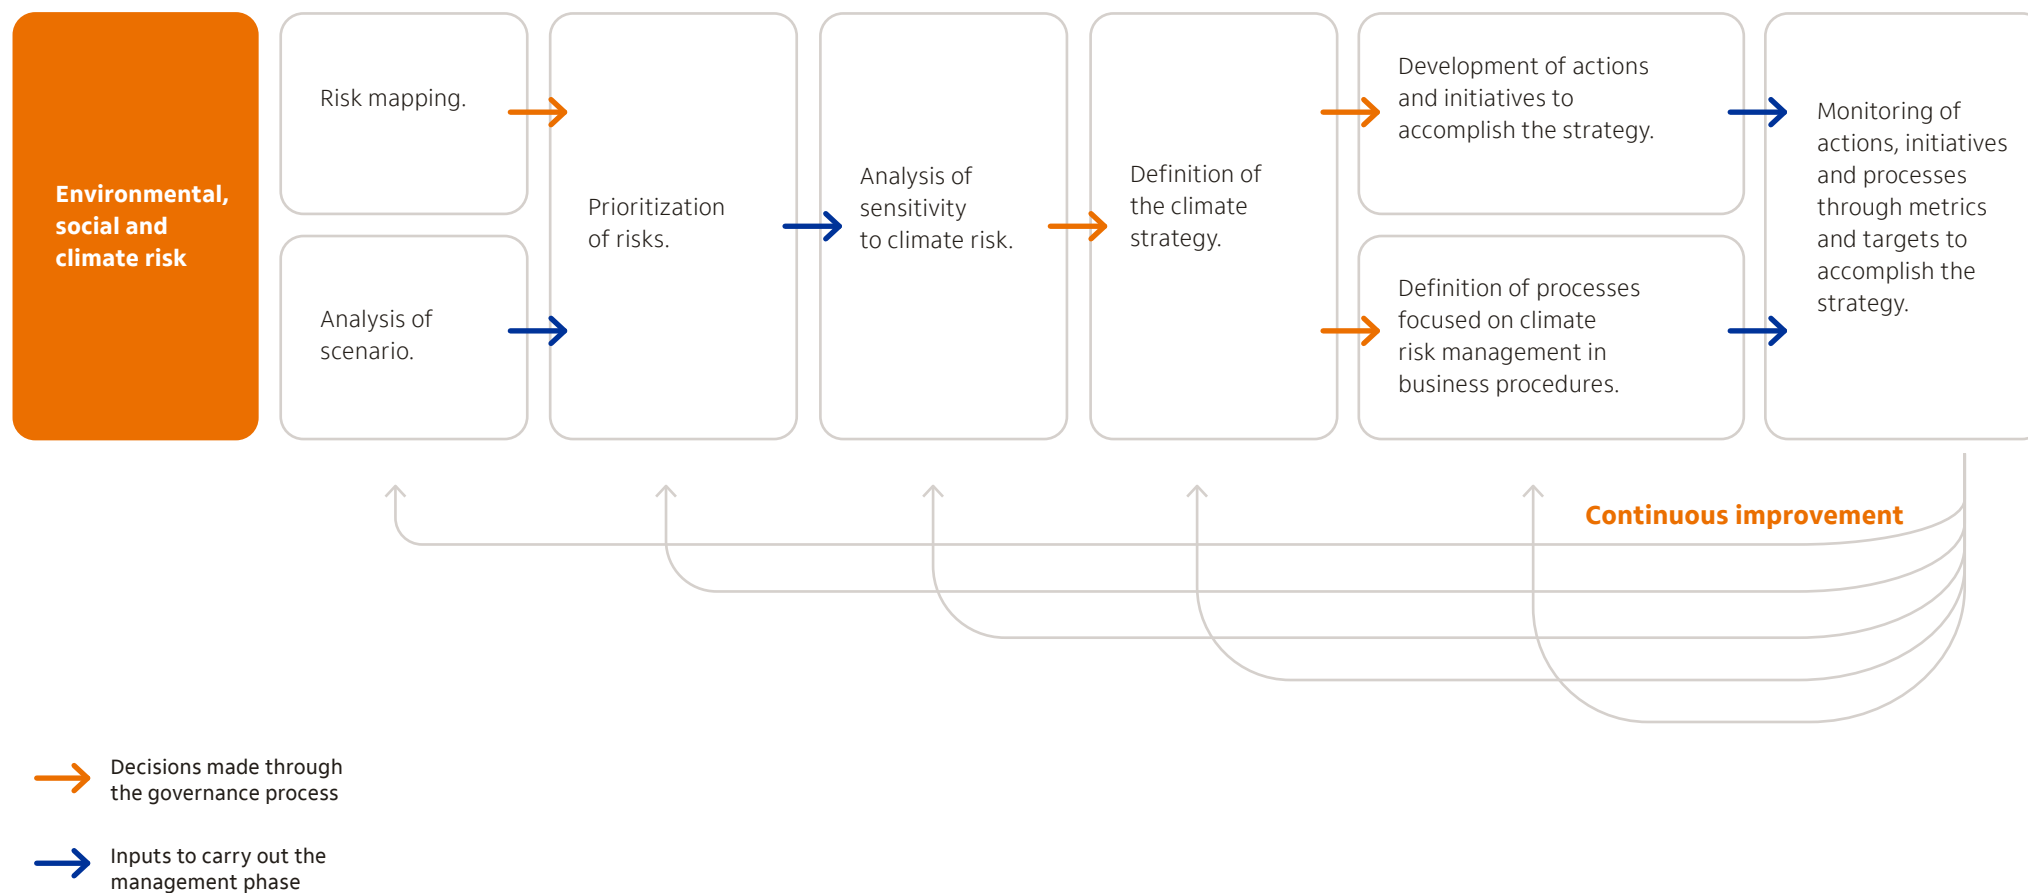 Environmental,
social and
climate risk
Risk mapping.
Analysis of
scenario.
Prioritization
of risks.
Analysis of
sensitivity
to climate risk.
Definition of
the climate
strategy.
Development of actions
and initiatives to
accomplish the strategy.
Definition of processes
focused on climate
risk management in
business procedures.
Monitoring of
actions, initiatives
and processes
through metrics
and targets to
accomplish the
strategy.
Continuous improvement
Decisions made through
the governance process
Inputs to carry out the
management phase